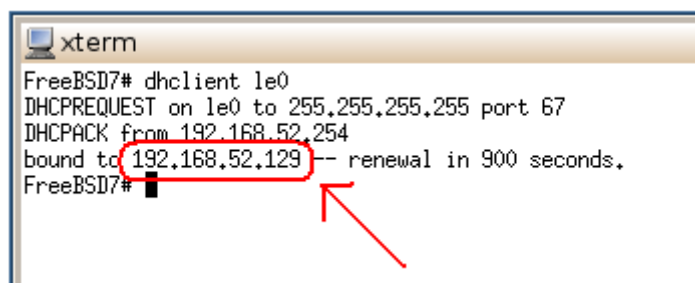 xterm
FreeBSD7# dhclient le0
DHCPREQUEST on le0 to 255.255.255.255 port 67
DHCPACK from 192.168.52.254
bound to 192.168.52.129 -- renewal in 900 seconds.
FreeBSD7#